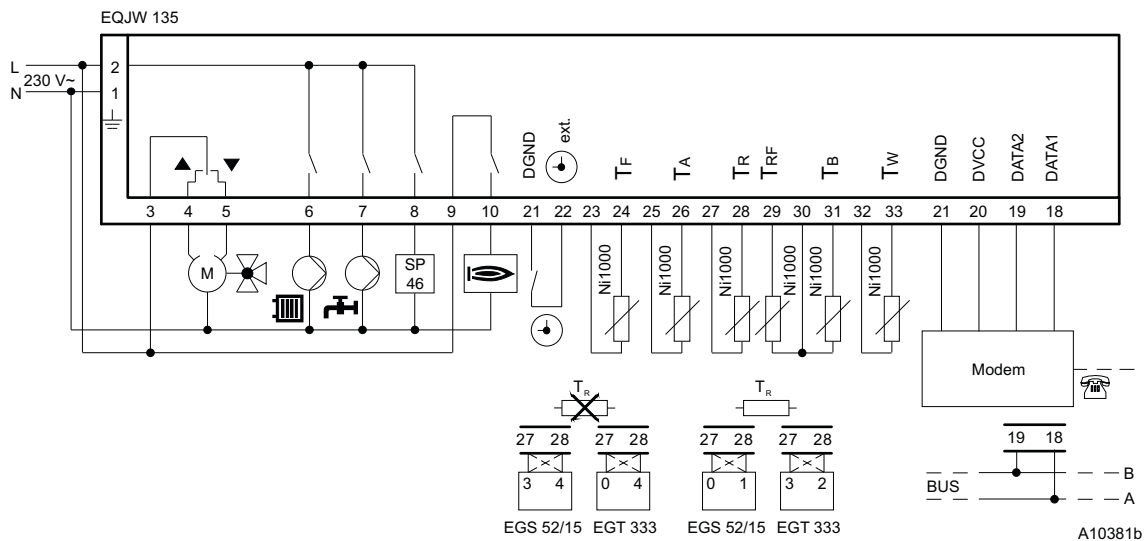 EQJW 135
L
230 V~
N
2
1
DGND
ext.
TF
TA
TR
TRF
TB
TW
DGND
DVCC
DATA2
DATA1
3 4 5 6 7 8 9 10 21 22 23 24 25 26 27 28 29 30 31 32 33 21 20 19 18
M
SP
46
Ni1000
Ni1000
Ni1000
Ni1000
Ni1000
Ni1000
Modem
TR
TR
27 28 27 28 27 28 27 28
x x x x
3 4 0 4 0 1 3 2
EGS 52/15 EGT 333 EGS 52/15 EGT 333
19 18
BUS
B
A
A10381b